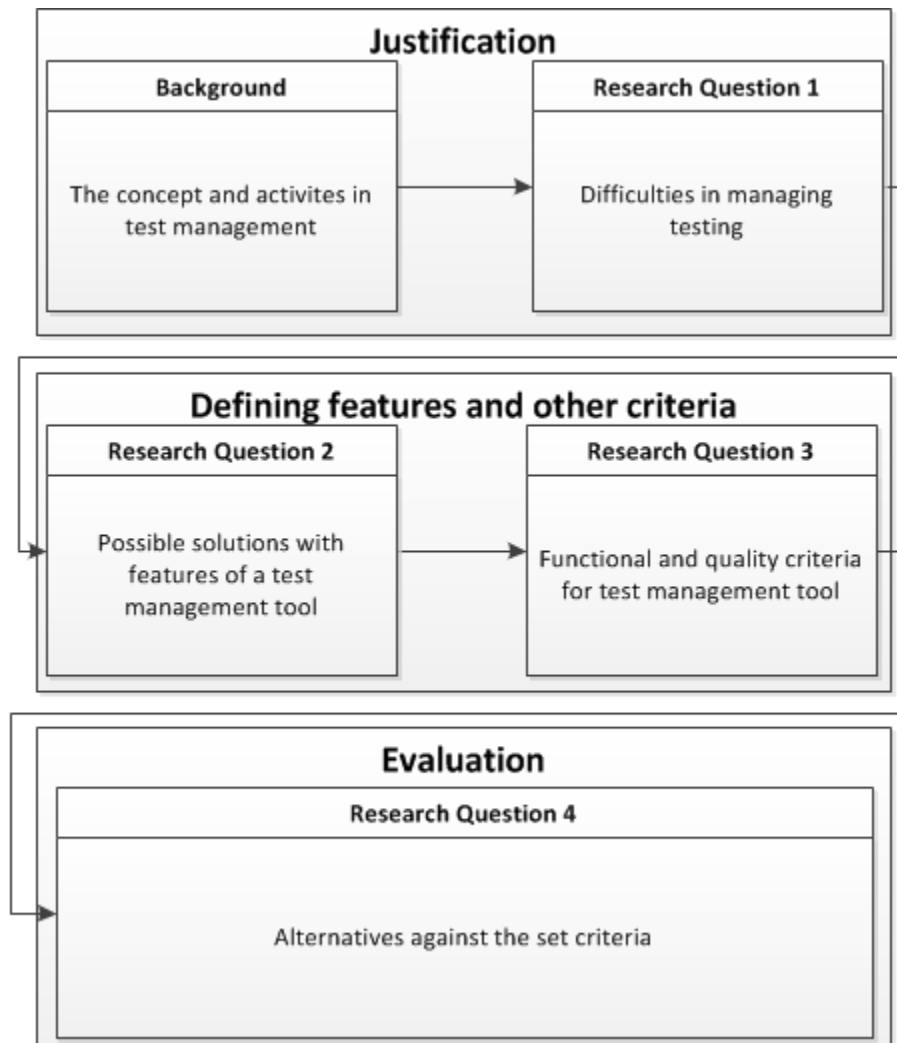 Justification
Background
The concept and activites in
test management
Research Question 1
Difficulties in managing
testing
Defining features and other criteria
Research Question 2
Possible solutions with
features of a test
management tool
Research Question 3
Functional and quality criteria
for test management tool
Evaluation
Research Question 4
Alternatives against the set criteria